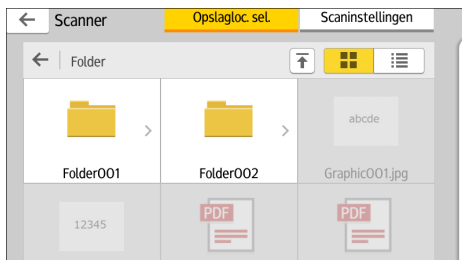 Scanner
Opslagloc. sel.
Scaninstellingen
Folder
abcde
Folder001
Folder002
Graphic001.jpg
12345
PDF
PDF